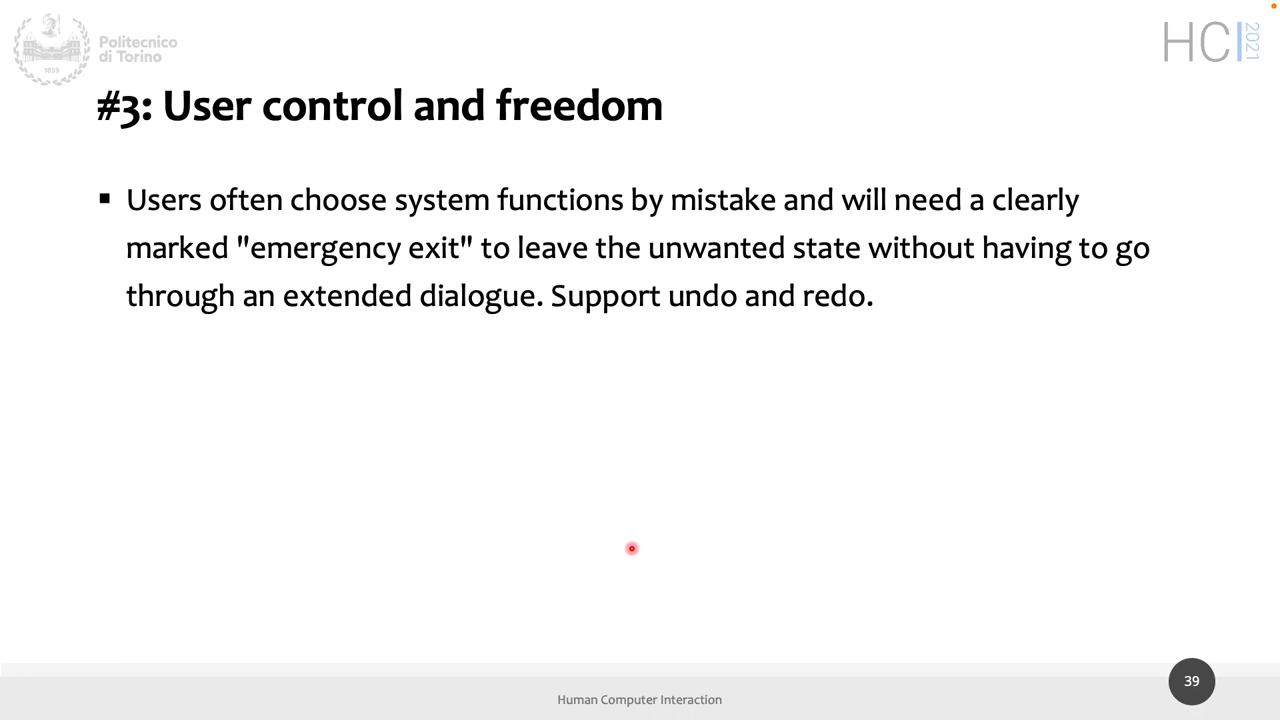 Politecnico
di Torino
1859
HCI 2021
#3: User control and freedom
▪ Users often choose system functions by mistake and will need a clearly
marked "emergency exit" to leave the unwanted state without having to go
through an extended dialogue. Support undo and redo.
Human Computer Interaction
39